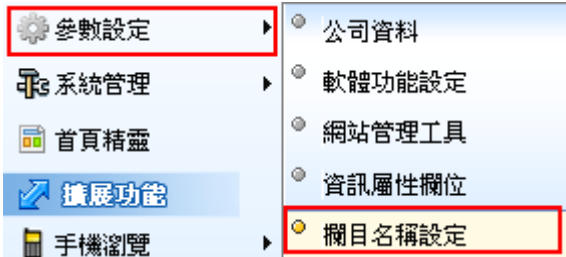 參數設定
系統管理
首頁精靈
擴展功能
手機瀏覽
公司資料
軟體功能設定
網站管理工具
資訊屬性欄位
欄目名稱設定